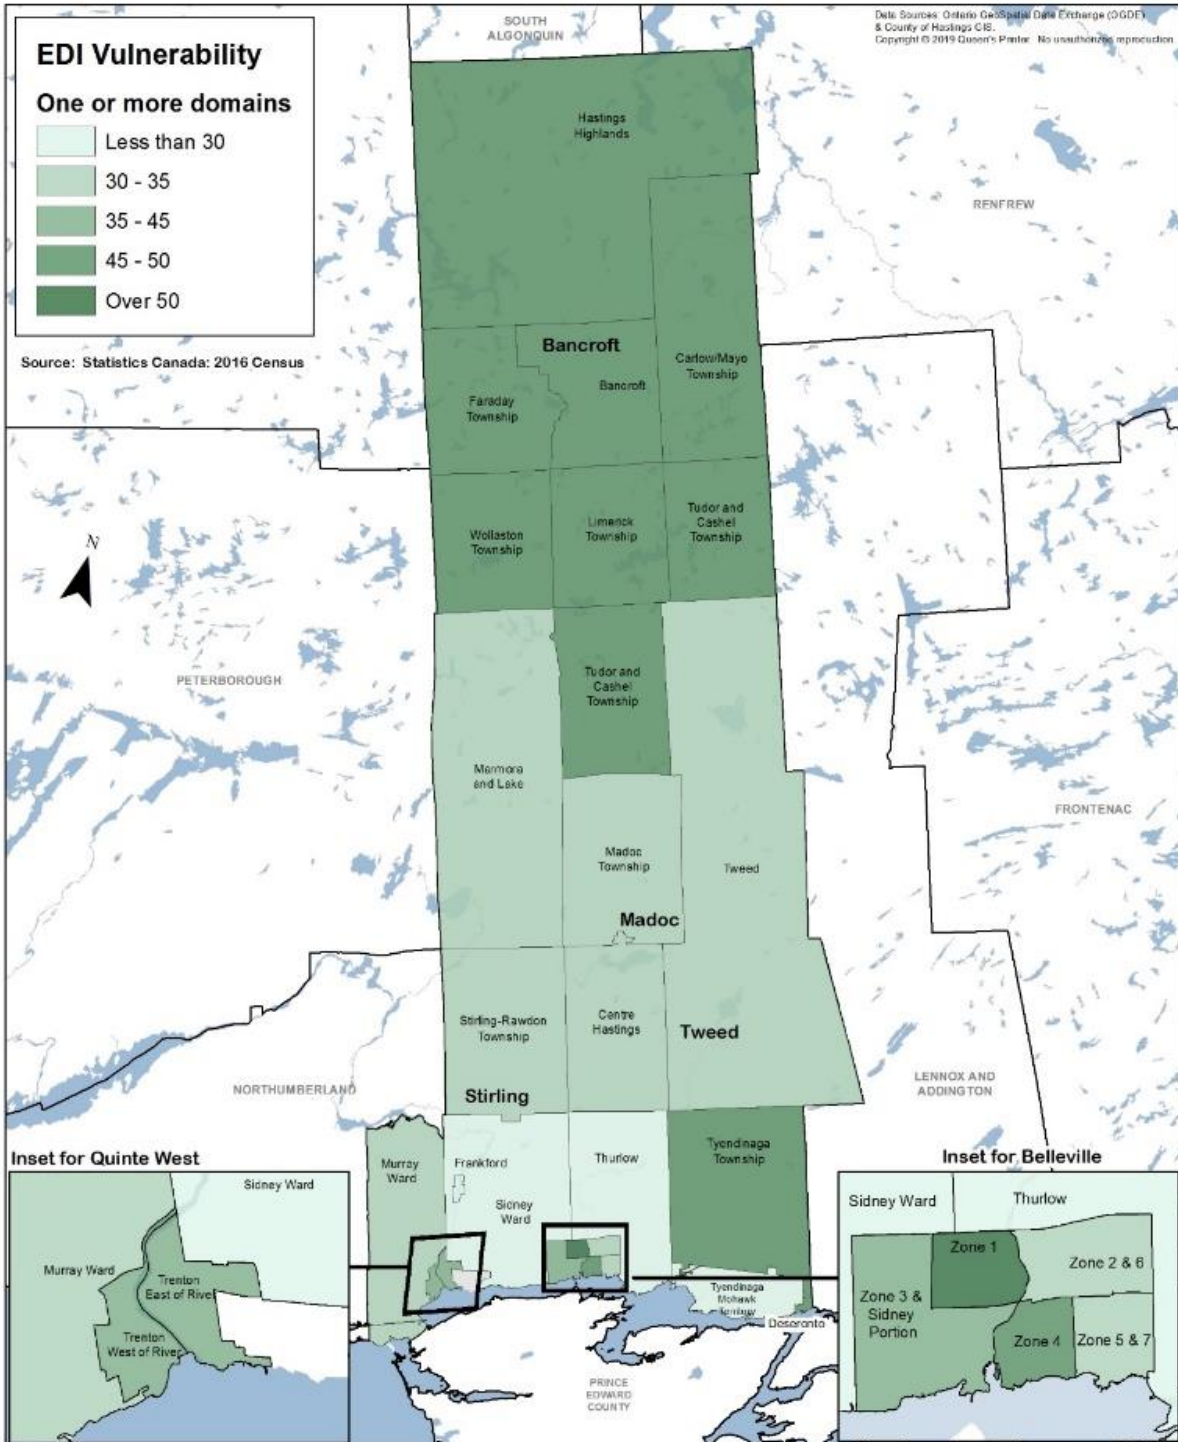 SOUTH
ALGONQUIN
Data Sources: Ontario GeoSpatial Data Exchange (OGDE)
& County of Hastings GIS.
Copyright © 2019 Queen's Printer. No unauthorized reproduction
EDI Vulnerability
One or more domains
Less than 30
30 - 35
35 - 45
45 - 50
Over 50
Source: Statistics Canada: 2016 Census
Hastings
Highlands
RENFREW
Bancroft
Bancroft
Carlow/Mayo
Township
Faraday
Township
Wollaston
Township
Limerick
Township
Tudor and
Cashel
Township
N
PETERBOROUGH
Tudor and
Cashel
Township
Marmora
and Lake
FRONTENAC
Madoc
Township
Tweed
Madoc
Stirling-Rawdon
Township
Centre
Hastings
Tweed
NORTHUMBERLAND
Stirling
LENNOX AND
ADDINGTON
Murray
Ward
Frankford
Sidney
Ward
Thurlow
Tyendinaga
Township
Tyendinaga
Mohawk
Territory
Deseronto
PRINCE
EDWARD
COUNTY
Inset for Quinte West
Sidney Ward
Murray Ward
Trenton
East of River
Trenton
West of River
Inset for Belleville
Sidney Ward
Thurlow
Zone 1
Zone 2 & 6
Zone 3 &
Sidney
Portion
Zone 4
Zone 5 & 7